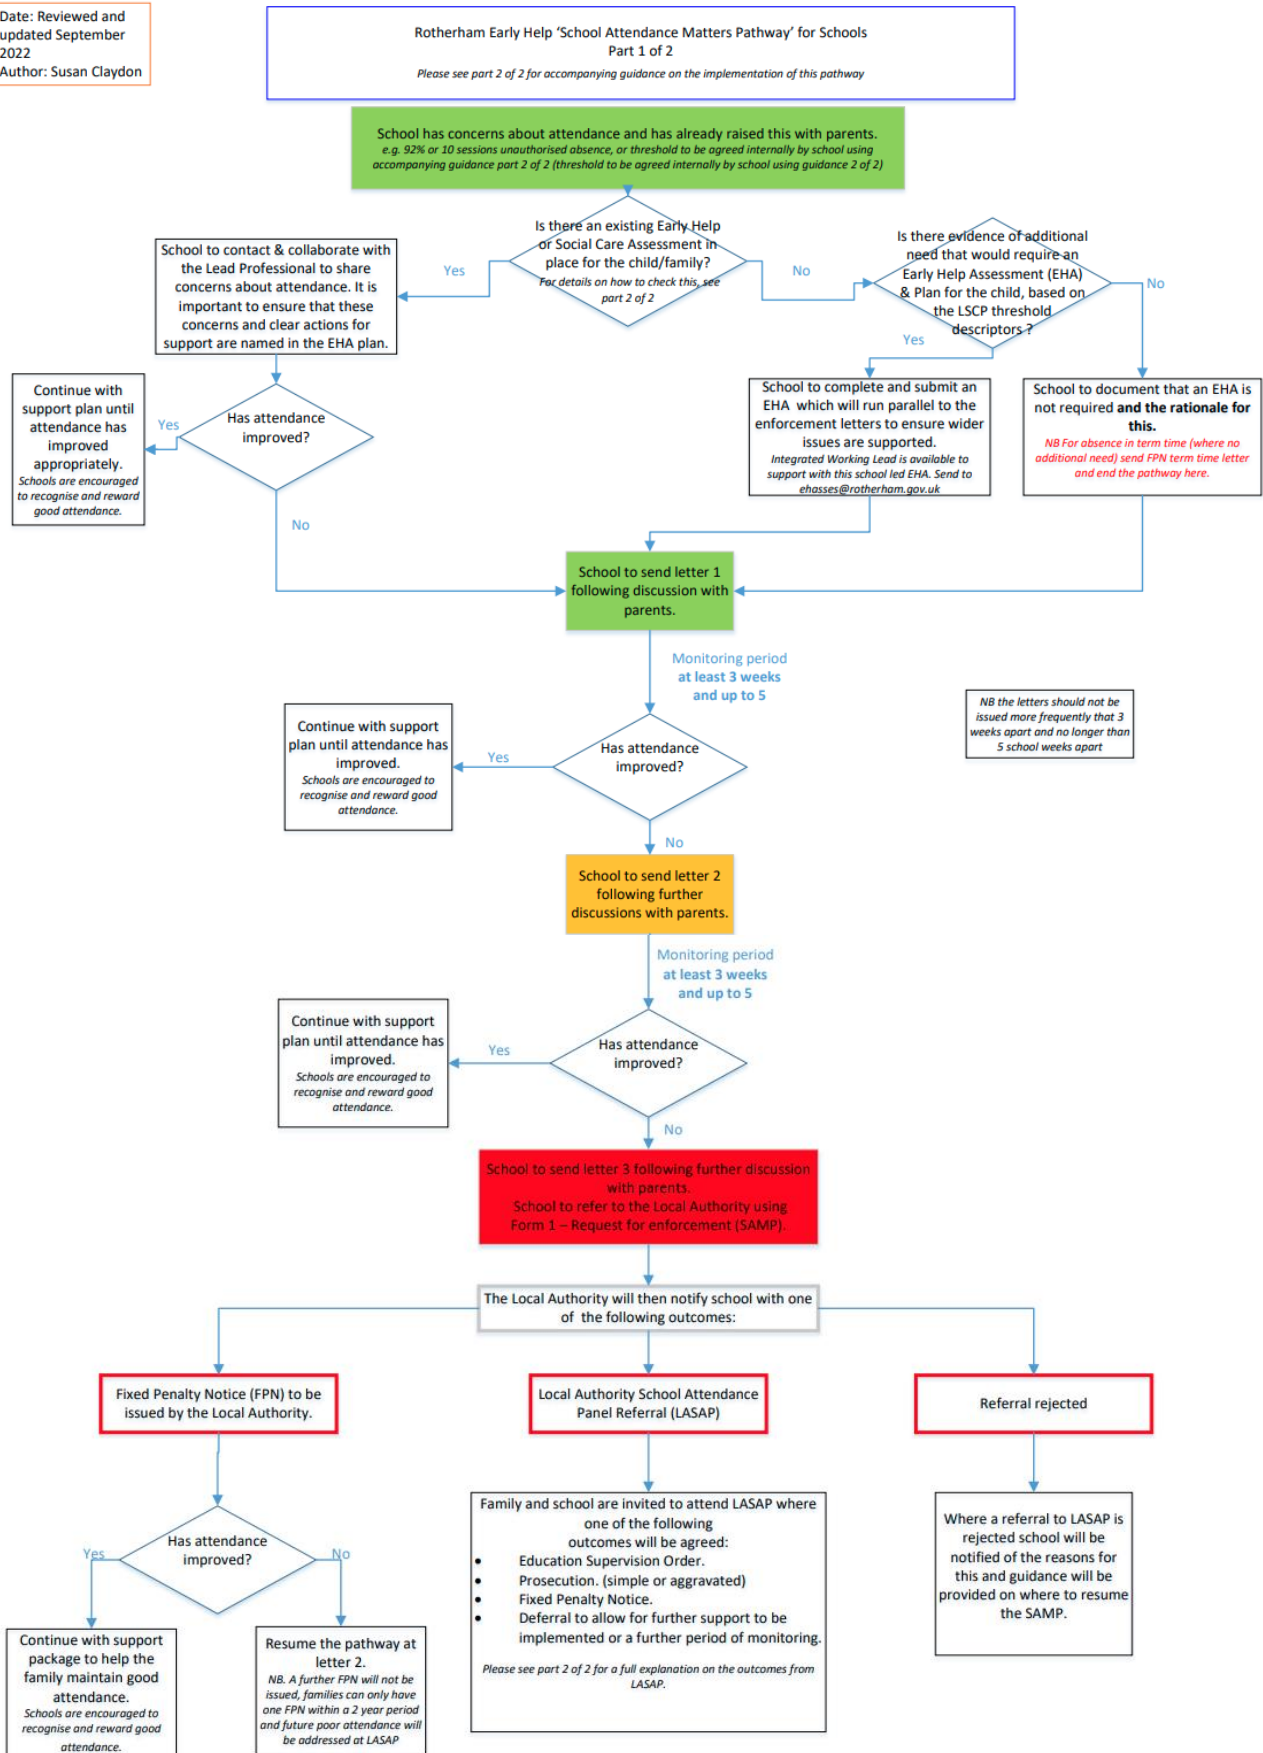 Date: Reviewed and
updated September
2022
Author: Susan Claydon
Rotherham Early Help ‘School Attendance Matters Pathway’ for Schools
Part 1 of 2
Please see part 2 of 2 for accompanying guidance on the implementation of this pathway
School has concerns about attendance and has already raised this with parents.
e.g. 92% or 10 sessions unauthorised absence, or threshold to be agreed internally by school using
accompanying guidance part 2 of 2 (threshold to be agreed internally by school using guidance 2 of 2)
Is there an existing Early Help
or Social Care Assessment in
place for the child/family?
For details on how to check this, see
part 2 of 2
Yes
No
School to contact & collaborate with
the Lead Professional to share
concerns about attendance. It is
important to ensure that these
concerns and clear actions for
support are named in the EHA plan.
Is there evidence of additional
need that would require an
Early Help Assessment (EHA)
& Plan for the child, based on
the LSCP threshold
descriptors ?
No
Yes
Continue with
support plan until
attendance has
improved
appropriately.
Schools are encouraged
to recognise and reward
good attendance.
Yes
Has attendance
improved?
No
School to complete and submit an
EHA which will run parallel to the
enforcement letters to ensure wider
issues are supported.
Integrated Working Lead is available to
support with this school led EHA. Send to
ehasses@rotherham.gov.uk
School to document that an EHA is
not required and the rationale for
this.
NB For absence in term time (where no
additional need) send FPN term time letter
and end the pathway here.
School to send letter 1
following discussion with
parents.
Monitoring period
at least 3 weeks
and up to 5
NB the letters should not be
issued more frequently that 3
weeks apart and no longer than
5 school weeks apart
Continue with support
plan until attendance has
improved.
Schools are encouraged to
recognise and reward good
attendance.
Yes
Has attendance
improved?
No
School to send letter 2
following further
discussions with parents.
Monitoring period
at least 3 weeks
and up to 5
Continue with support
plan until attendance has
improved.
Schools are encouraged to
recognise and reward good
attendance.
Yes
Has attendance
improved?
No
School to send letter 3 following further discussion
with parents.
School to refer to the Local Authority using
Form 1 – Request for enforcement (SAMP).
The Local Authority will then notify school with one
of the following outcomes:
Fixed Penalty Notice (FPN) to be
issued by the Local Authority.
Local Authority School Attendance
Panel Referral (LASAP)
Referral rejected
Has attendance
improved?
Yes
No
Family and school are invited to attend LASAP where
one of the following
outcomes will be agreed:
• Education Supervision Order.
• Prosecution. (simple or aggravated)
• Fixed Penalty Notice.
• Deferral to allow for further support to be
implemented or a further period of monitoring.
Please see part 2 of 2 for a full explanation on the outcomes from
LASAP.
Where a referral to LASAP is
rejected school will be
notified of the reasons for
this and guidance will be
provided on where to resume
the SAMP.
Continue with support
package to help the
family maintain good
attendance.
Schools are encouraged to
recognise and reward good
attendance.
Resume the pathway at
letter 2.
NB. A further FPN will not be
issued, families can only have
one FPN within a 2 year period
and future poor attendance will
be addressed at LASAP